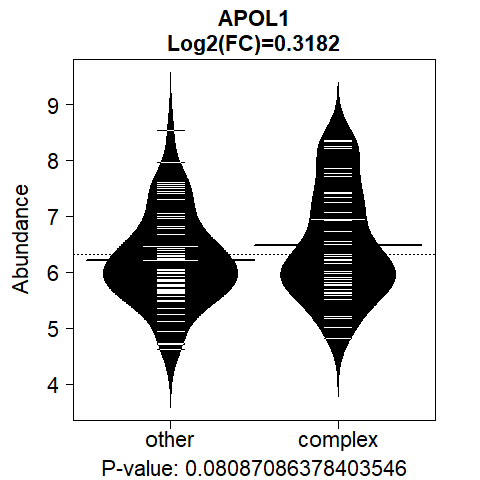 APOL1
Log2(FC)=0.3182
9
8
7
6
5
4
Abundance
other complex
P-value: 0.08087086378403546